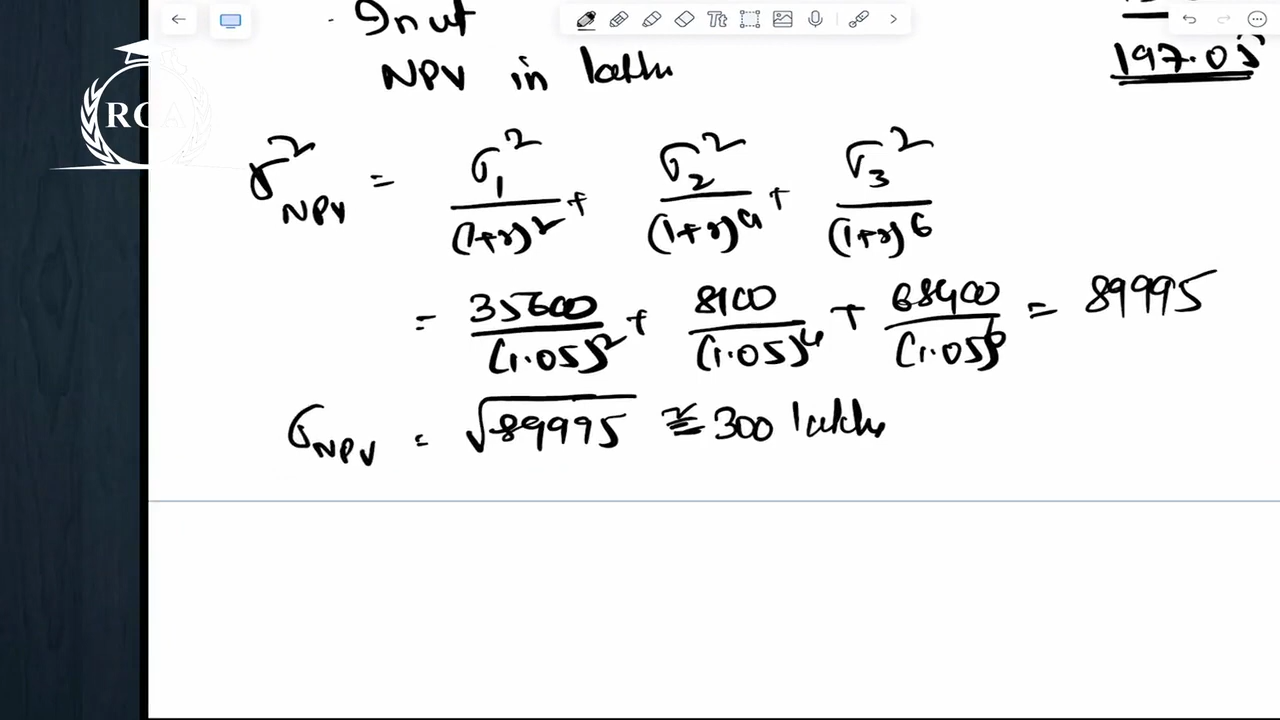 Invt
NPV in lakhs
197.05
σ²NPV = σ₁²/(1+r)² + σ₂²/(1+r)⁴ + σ₃²/(1+r)⁶
= 35600/(1.05)² + 8100/(1.05)⁴ + 68400/(1.05)⁶ = 89995
σNPV = √89995 ≅ 300 lakhs